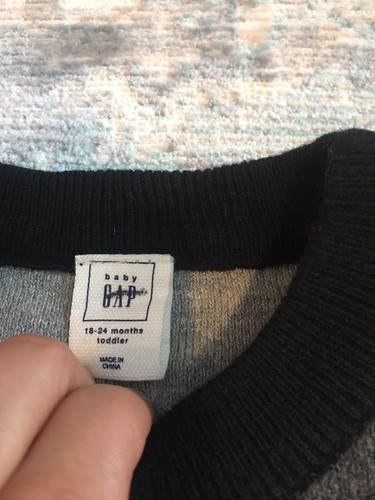 baby
GAP
18-24 months
toddler
MADE IN
CHINA